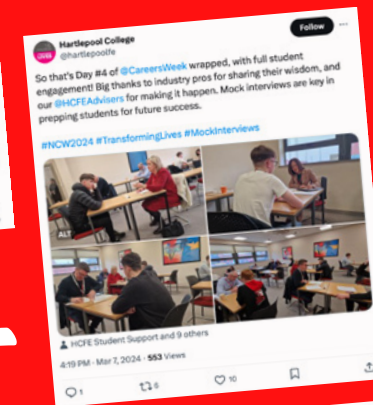 Hartlepool College
@hartlepoolfe
Follow
So that's Day #4 of @CareersWeek wrapped, with full student
engagement! Big thanks to industry pros for sharing their wisdom, and
our @HCFEAdvisers for making it happen. Mock interviews are key in
prepping students for future success.
#NCW2024 #TransformingLives #MockInterviews
ALT
HCFE Student Support and 9 others
4:19 PM · Mar 7, 2024 · 553 Views
1
5
10